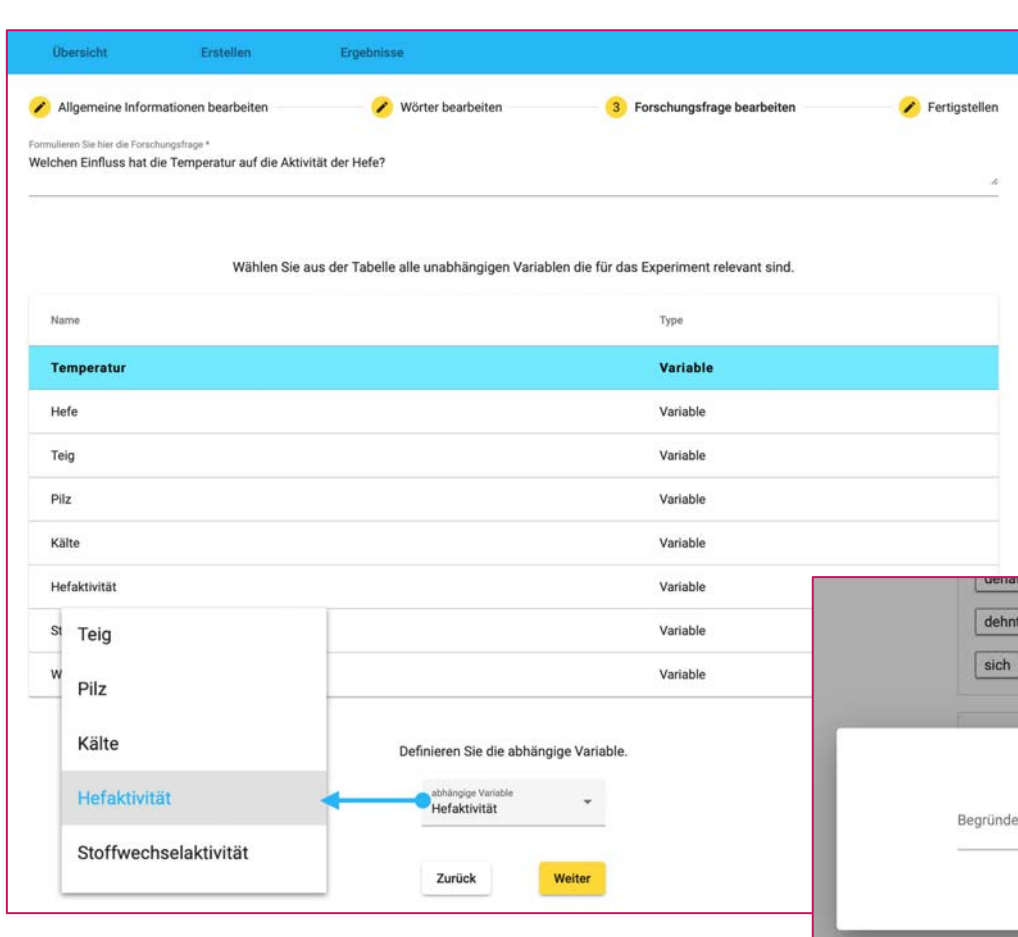 Übersicht Erstellen Ergebnisse
Allgemeine Informationen bearbeiten Wörter bearbeiten 3 Forschungsfrage bearbeiten Fertigstellen
Formulieren Sie hier die Forschungsfrage *
Welchen Einfluss hat die Temperatur auf die Aktivität der Hefe?
Wählen Sie aus der Tabelle alle unabhängigen Variablen die für das Experiment relevant sind.
Name Type
Temperatur Variable
Hefe Variable
Teig Variable
Pilz Variable
Kälte Variable
Hefaktivität Variable
St Variable
W Variable
Teig
Pilz
Kälte
Hefaktivität
Stoffwechselaktivität
Definieren Sie die abhängige Variable.
abhängige Variable
Hefaktivität
Zurück Weiter
dehnt
sich
Begründe